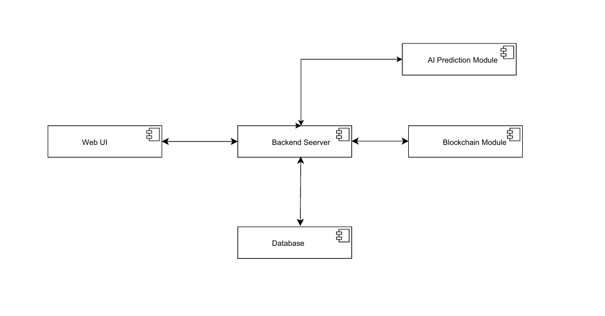 AI Prediction Module
Web UI
Backend Seerver
Blockchain Module
Database